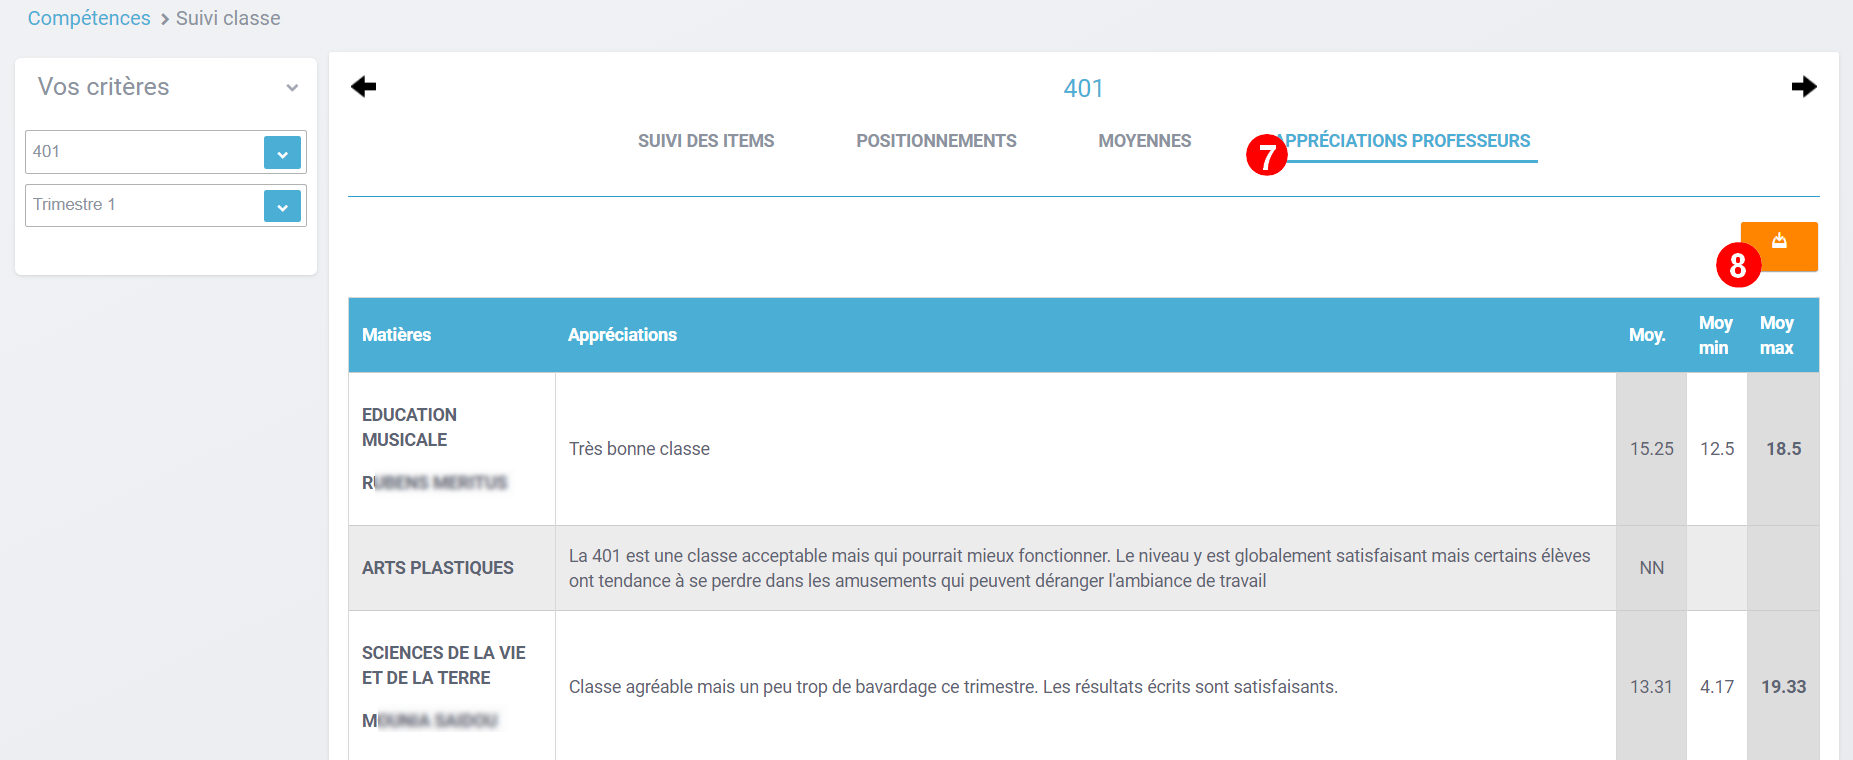 Compétences > Suivi classe
Vos critères
401
Trimestre 1
401
SUIVI DES ITEMS POSITIONNEMENTS MOYENNES 7 PPRÉCIATIONS PROFESSEURS
8
Matières Appréciations Moy. Moy min Moy max
EDUCATION
MUSICALE
Très bonne classe 15.25 12.5 18.5
ARTS PLASTIQUES
La 401 est une classe acceptable mais qui pourrait mieux fonctionner. Le niveau y est globalement satisfaisant mais certains élèves
ont tendance à se perdre dans les amusements qui peuvent déranger l'ambiance de travail
NN
SCIENCES DE LA VIE
ET DE LA TERRE
Classe agréable mais un peu trop de bavardage ce trimestre. Les résultats écrits sont satisfaisants. 13.31 4.17 19.33